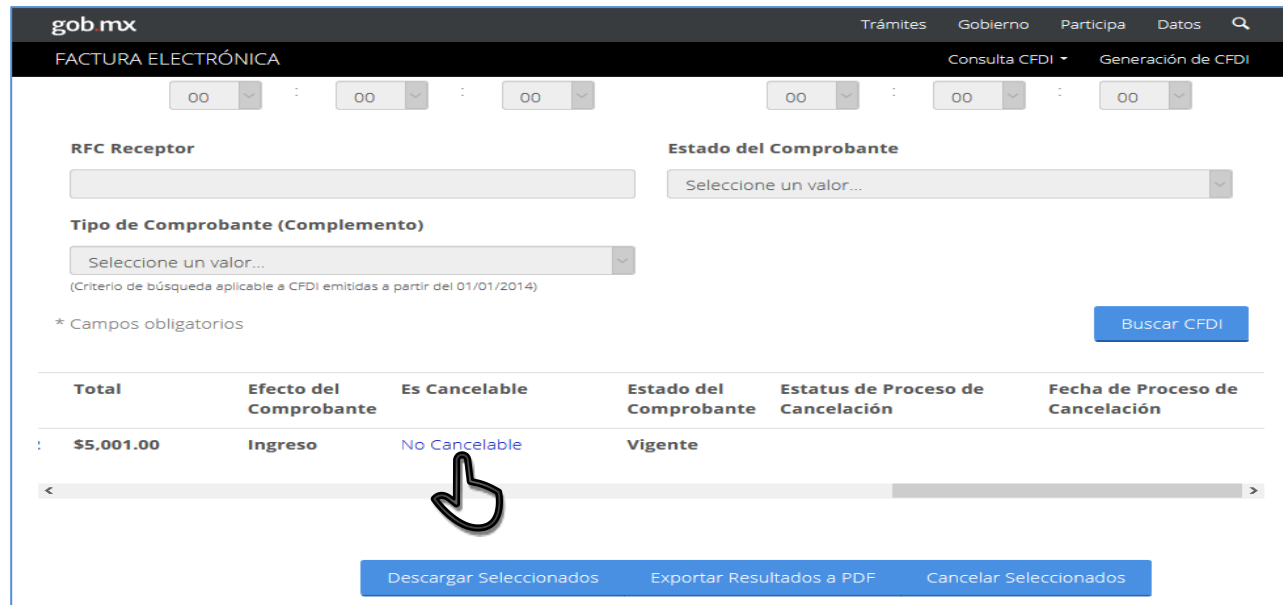 gob.mx Trámites Gobierno Participa Datos
FACTURA ELECTRÓNICA Consulta CFDI Generación de CFDI
00 : 00 : 00 00 : 00 : 00
RFC Receptor Estado del Comprobante
Seleccione un valor...
Tipo de Comprobante (Complemento)
Seleccione un valor...
(Criterio de búsqueda aplicable a CFDI emitidas a partir del 01/01/2014)
* Campos obligatorios Buscar CFDI
Total Efecto del Es Cancelable Estado del Estatus de Proceso de Fecha de Proceso de
Comprobante Comprobante Cancelación Cancelación
$5,001.00 Ingreso No Cancelable Vigente
Descargar Seleccionados Exportar Resultados a PDF Cancelar Seleccionados